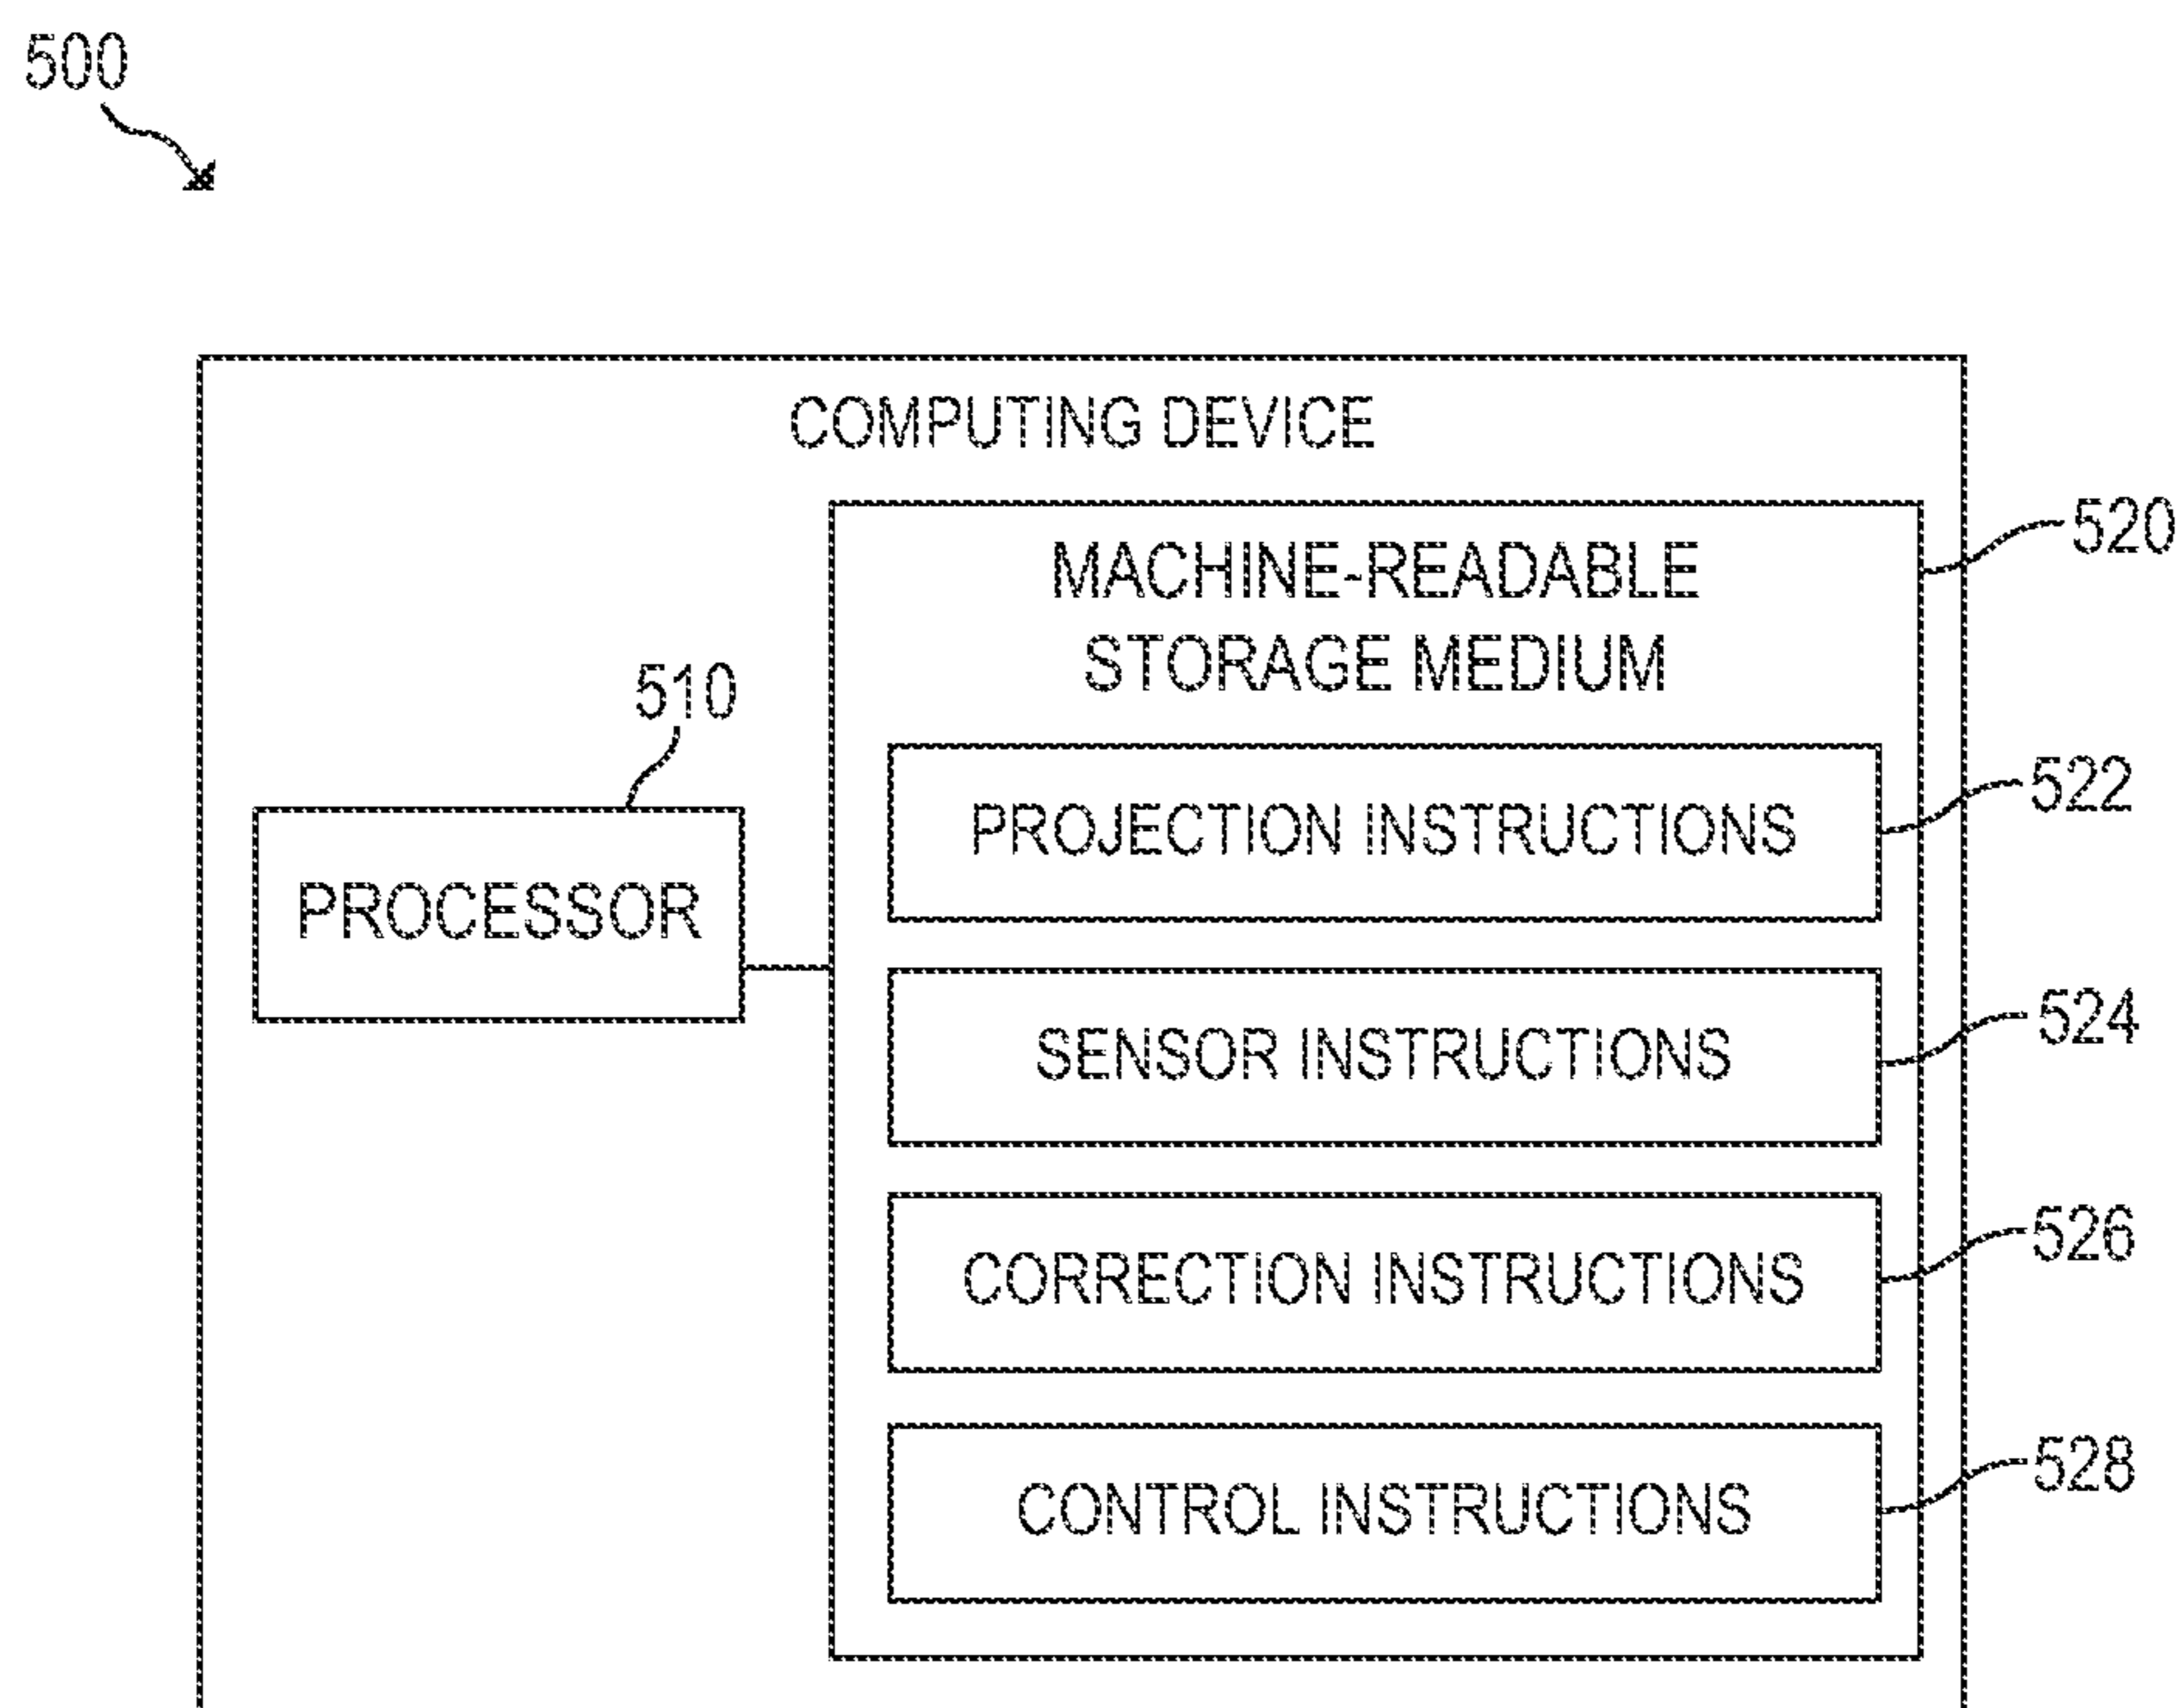 500
COMPUTING DEVICE
520
MACHINE-READABLE
STORAGE MEDIUM
510
PROCESSOR
PROJECTION INSTRUCTIONS
522
SENSOR INSTRUCTIONS
524
CORRECTION INSTRUCTIONS
526
CONTROL INSTRUCTIONS
528